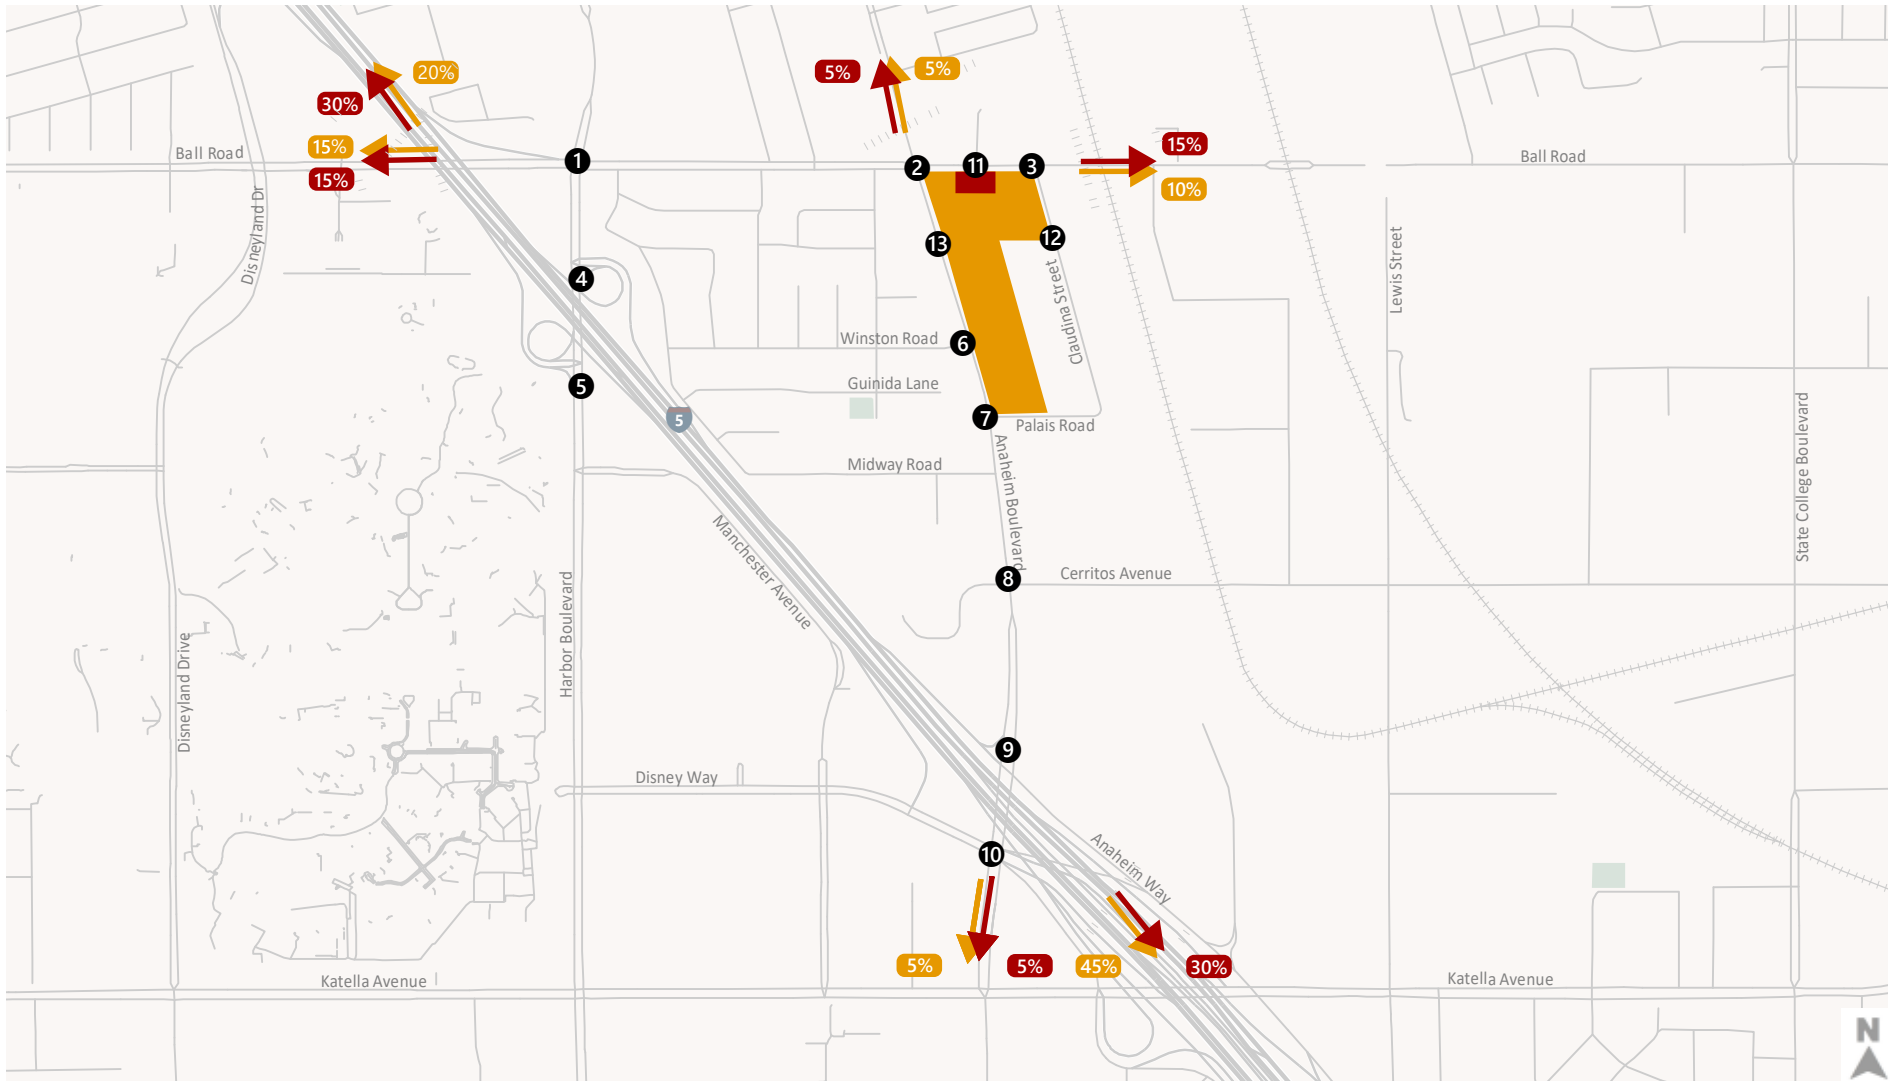 20%
5%
5%
30%
15%
15%
15%
10%
Ball Road
Ball Road
1
2
11
3
Disneyland Dr
13
12
4
Lewis Street
Claudina Street
Winston Road
6
5
Guinida Lane
5
7
Palais Road
Anaheim Boulevard
Midway Road
State College Boulevard
Manchester Avenue
Cerritos Avenue
8
Harbor Boulevard
Disneyland Drive
9
Disney Way
10
Anaheim Way
5%
5%
45%
30%
Katella Avenue
Katella Avenue
N